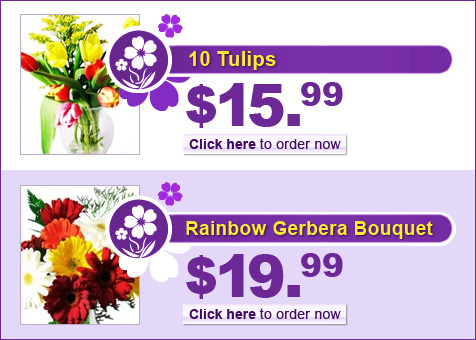 10 Tulips
$15.99
Click here to order now
Rainbow Gerbera Bouquet
$19.99
Click here to order now